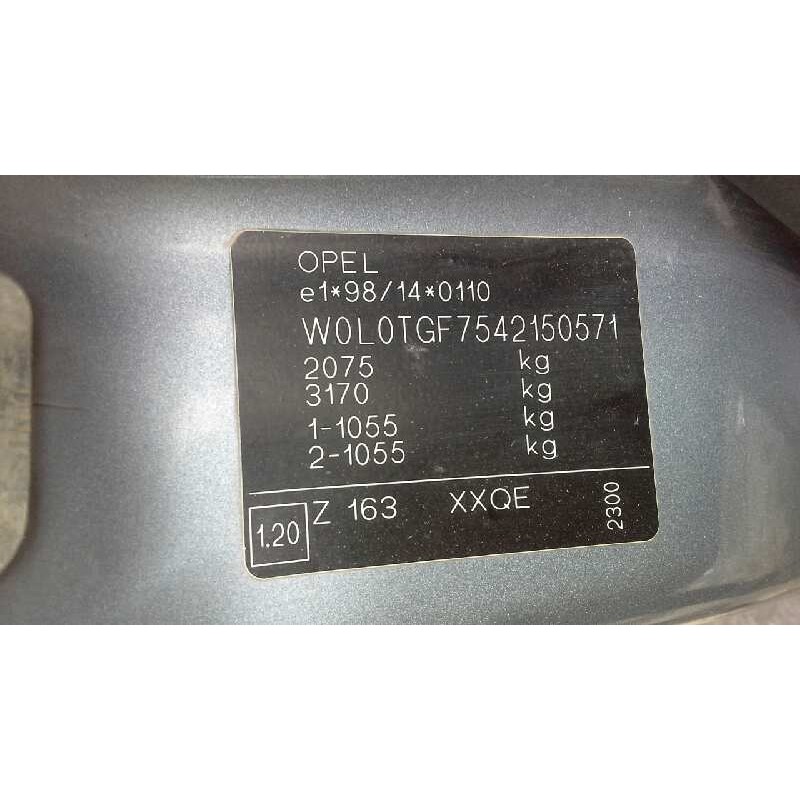 OPEL
e1*98/14*0110
W0L0TGF7542150571
2075 kg
3170
1-1055 kg
2-1055 kg
1.20 Z 163 XXQE 2300